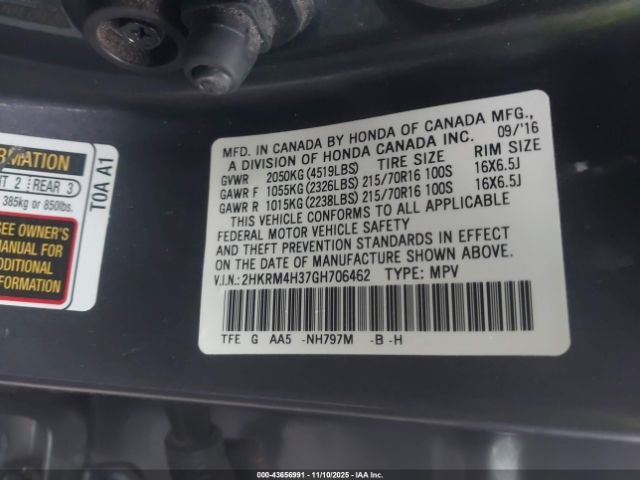 MFD. IN CANADA BY HONDA OF CANADA MFG.,
A DIVISION OF HONDA CANADA INC. 09/'16
GVWR 2050KG(4519LBS) TIRE SIZE RIM SIZE
GAWR F 1055KG(2326LBS) 215/70R16 100S 16X6.5J
GAWR R 1015KG(2238LBS) 215/70R16 100S 16X6.5J
THIS VEHICLE CONFORMS TO ALL APPLICABLE
FEDERAL MOTOR VEHICLE SAFETY
AND THEFT PREVENTION STANDARDS IN EFFECT
ON THE DATE OF MANUFACTURE SHOWN ABOVE.
V.I.N.: 2HKRM4H37GH706462 TYPE: MPV
TFE G AA5 -NH797M -B -H
2 REAR 3
385kg or 850lbs.
SEE OWNER'S
MANUAL FOR
ADDITIONAL
T0A A1
000-43656991 - 11/10/2025 - IAAI Inc.